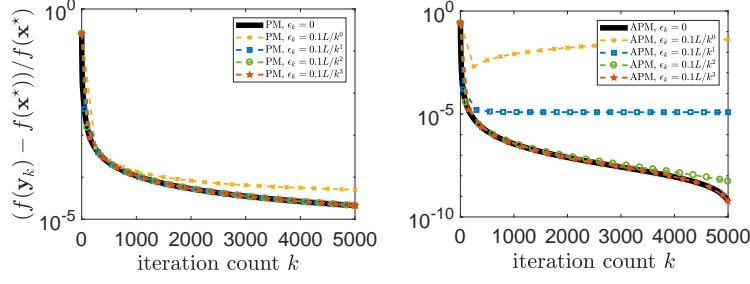 (f(y_k) − f(x⋆))/f(x⋆)
10^-5
0 1000 2000 3000 4000 5000
iteration count k
PM, ϵ_k = 0
PM, ϵ_k = 0.1L/k^0
PM, ϵ_k = 0.1L/k^1
PM, ϵ_k = 0.1L/k^2
PM, ϵ_k = 0.1L/k^3
10^0
10^-5
10^-10
0 1000 2000 3000 4000 5000
iteration count k
APM, ϵ_k = 0
APM, ϵ_k = 0.1L/k^0
APM, ϵ_k = 0.1L/k^1
APM, ϵ_k = 0.1L/k^2
APM, ϵ_k = 0.1L/k^3